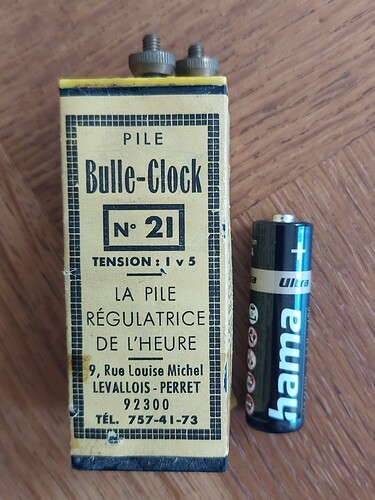 PILE
Bulle-Clock
N° 21
TENSION : 1 v 5
LA PILE
RÉGULATRICE
DE L'HEURE
9, Rue Louise Michel
LEVALLOIS - PERRET
92300
TÉL. 757-41-73
+
Ultra
hama